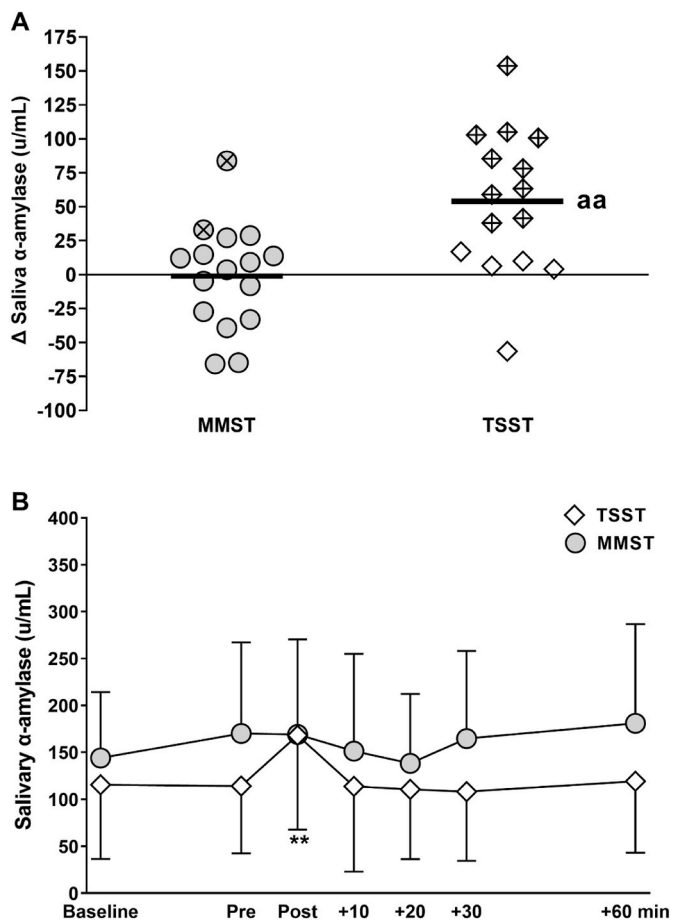 A
Δ Saliva α-amylase (u/mL)
175
150
125
100
75
50
25
0
-25
-50
-75
-100
aa
MMST
TSST
B
Salivary α-amylase (u/mL)
400
350
300
250
200
150
100
50
0
TSST
MMST
**
Baseline Pre Post +10 +20 +30 +60 min